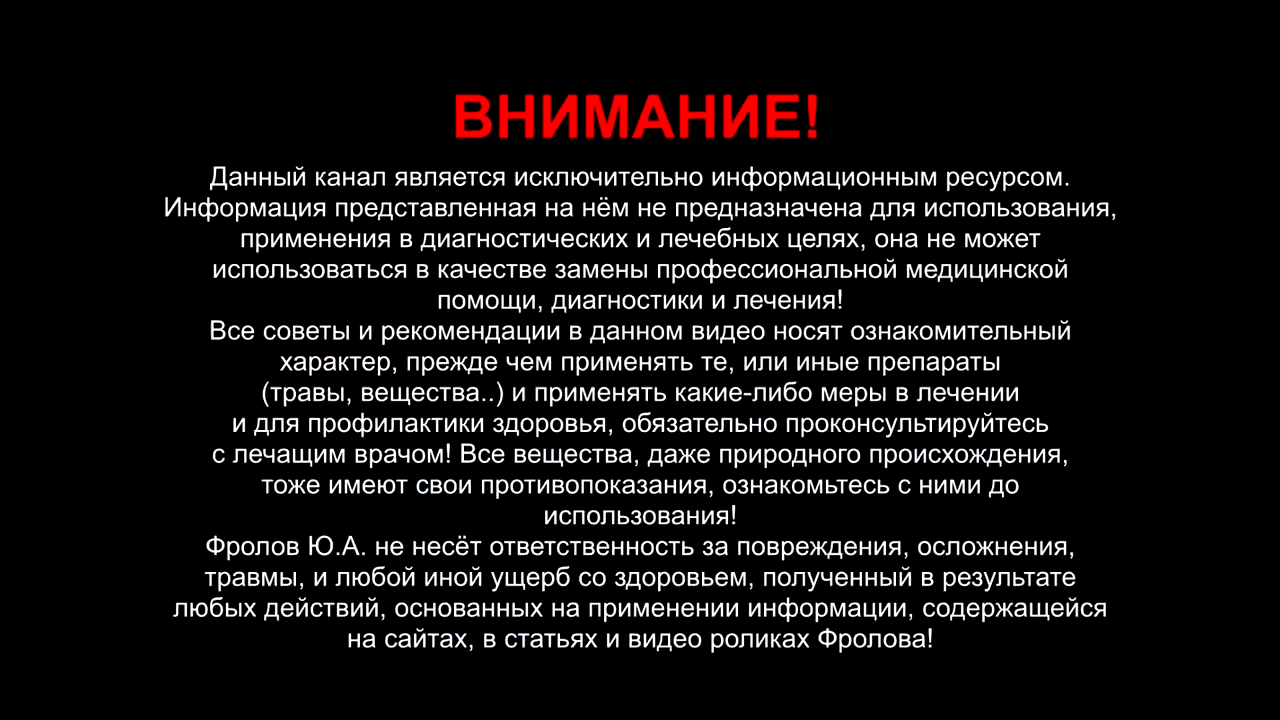 ВНИМАНИЕ!
Данный канал является исключительно информационным ресурсом.
Информация представленная на нём не предназначена для использования,
применения в диагностических и лечебных целях, она не может
использоваться в качестве замены профессиональной медицинской
помощи, диагностики и лечения!
Все советы и рекомендации в данном видео носят ознакомительный
характер, прежде чем применять те, или иные препараты
(травы, вещества..) и применять какие-либо меры в лечении
и для профилактики здоровья, обязательно проконсультируйтесь
с лечащим врачом! Все вещества, даже природного происхождения,
тоже имеют свои противопоказания, ознакомьтесь с ними до
использования!
Фролов Ю.А. не несёт ответственность за повреждения, осложнения,
травмы, и любой иной ущерб со здоровьем, полученный в результате
любых действий, основанных на применении информации, содержащейся
на сайтах, в статьях и видео роликах Фролова!